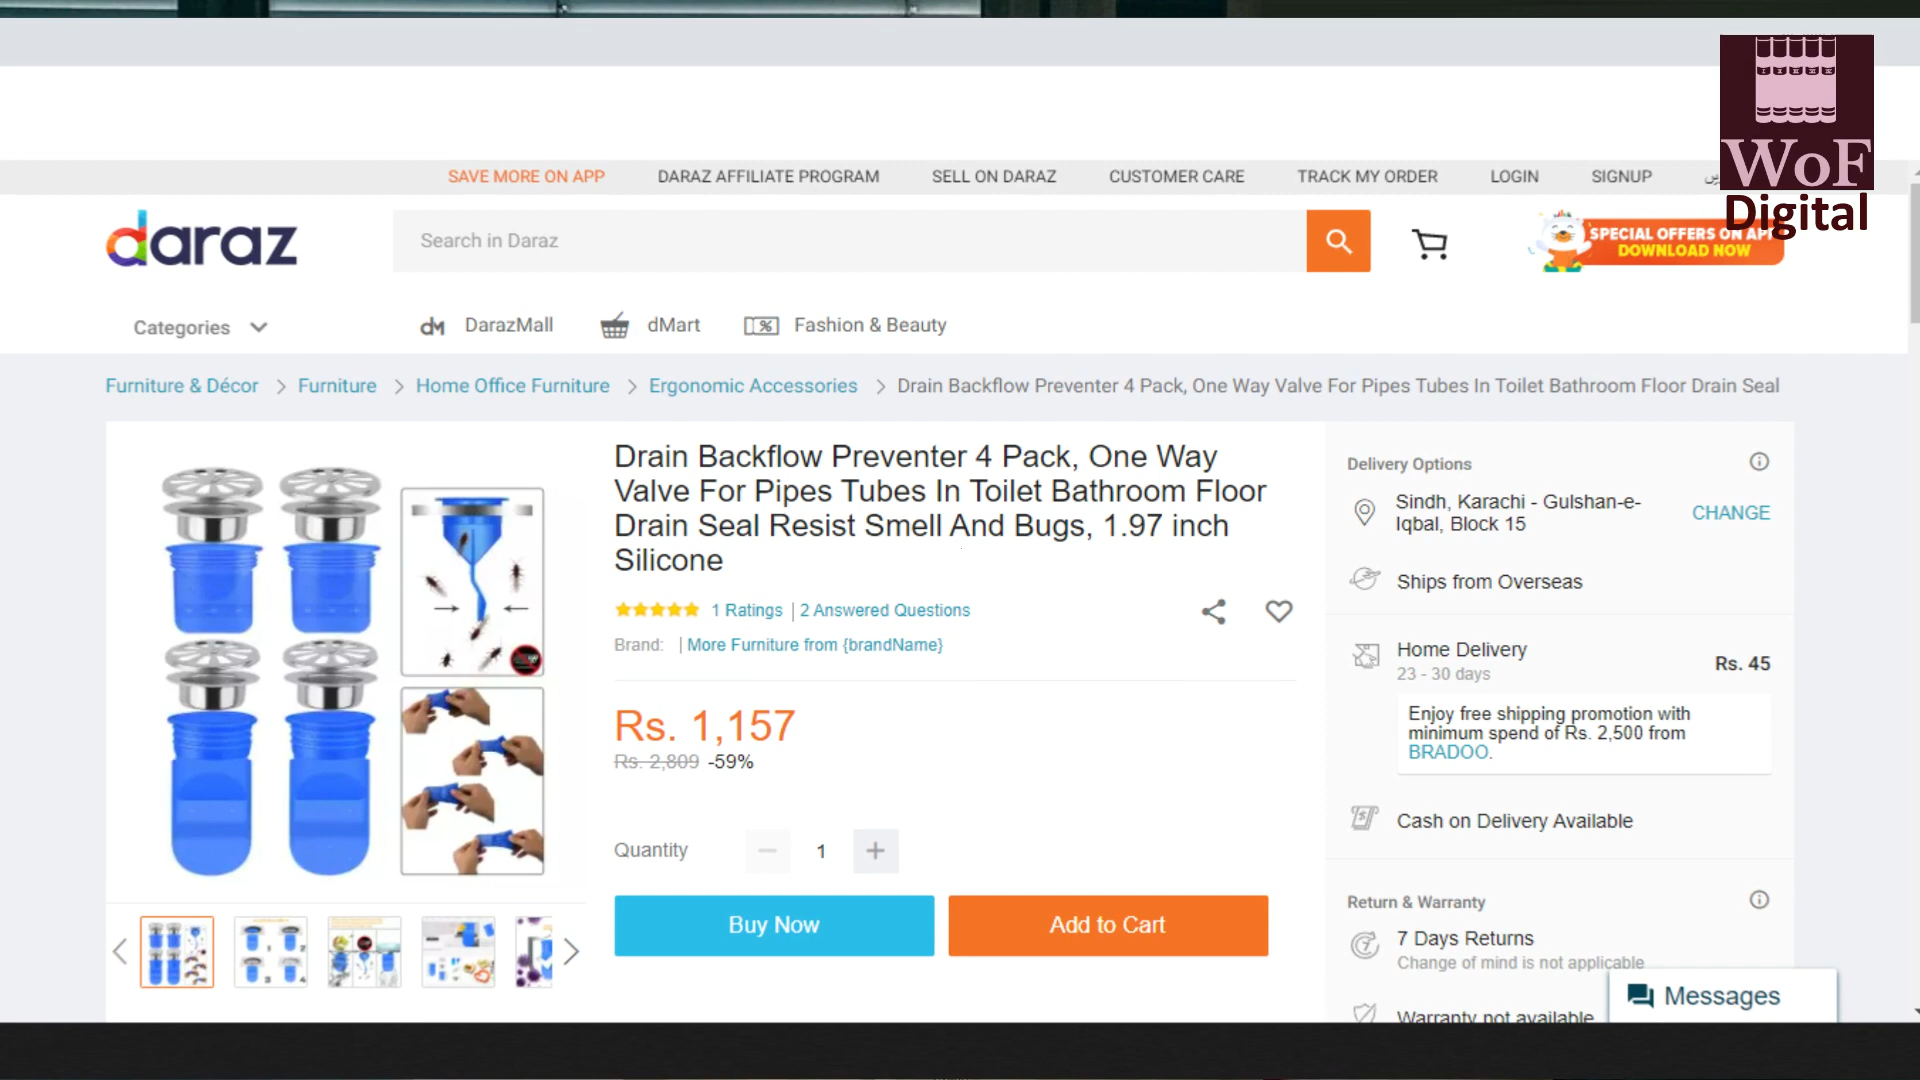 WoF
Digital
SAVE MORE ON APP
DARAZ AFFILIATE PROGRAM
SELL ON DARAZ
CUSTOMER CARE
TRACK MY ORDER
LOGIN
SIGNUP
daraz
Search in Daraz
SPECIAL OFFERS ON APP
DOWNLOAD NOW
Categories
dM DarazMall
dMart
Fashion & Beauty
Furniture & Décor > Furniture > Home Office Furniture > Ergonomic Accessories > Drain Backflow Preventer 4 Pack, One Way Valve For Pipes Tubes In Toilet Bathroom Floor Drain Seal
Drain Backflow Preventer 4 Pack, One Way
Valve For Pipes Tubes In Toilet Bathroom Floor
Drain Seal Resist Smell And Bugs, 1.97 inch
Silicone
1 Ratings | 2 Answered Questions
Brand: | More Furniture from {brandName}
Rs. 1,157
Rs. 2,809 -59%
Quantity
1
Buy Now
Add to Cart
Delivery Options
Sindh, Karachi - Gulshan-e-
Iqbal, Block 15
CHANGE
Ships from Overseas
Home Delivery
23 - 30 days
Rs. 45
Enjoy free shipping promotion with
minimum spend of Rs. 2,500 from
BRADOO.
Cash on Delivery Available
Return & Warranty
7 Days Returns
Change of mind is not applicable
Warranty not available
Messages